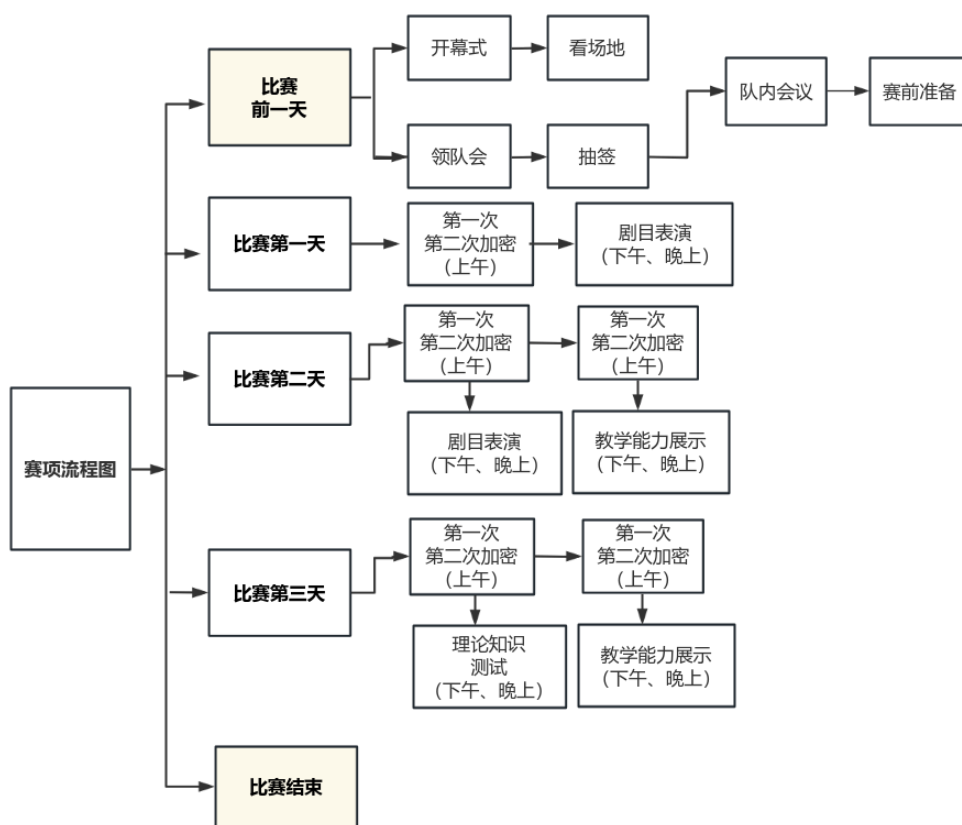 开幕式
看场地
比赛
前一天
队内会议
赛前准备
领队会
抽签
比赛第一天
第一次
第二次加密
(上午)
剧目表演
(下午、晚上)
比赛第二天
第一次
第二次加密
(上午)
第一次
第二次加密
(上午)
剧目表演
(下午、晚上)
教学能力展示
(下午、晚上)
赛项流程图
比赛第三天
第一次
第二次加密
(上午)
第一次
第二次加密
(上午)
理论知识
测试
(下午、晚上)
教学能力展示
(下午、晚上)
比赛结束